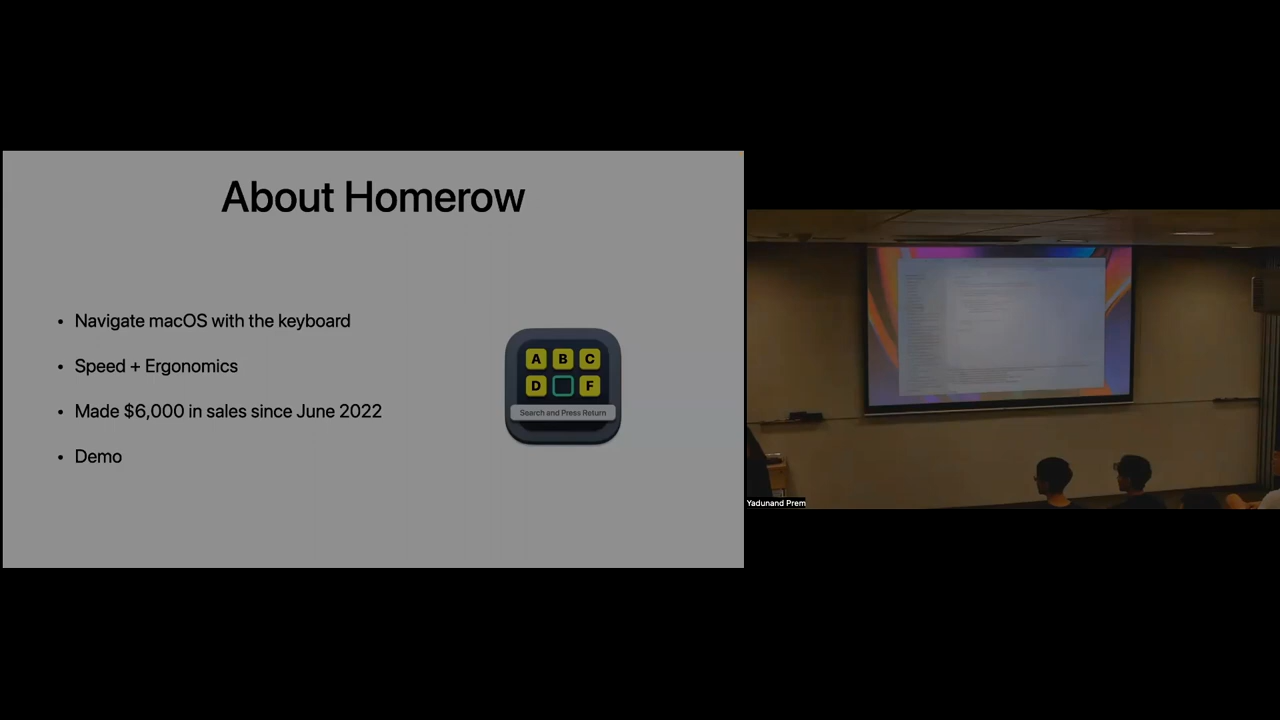 About Homerow
• Navigate macOS with the keyboard
• Speed + Ergonomics
• Made $6,000 in sales since June 2022
• Demo
A B C
D F
Search and Press Return
Yadunand Prem